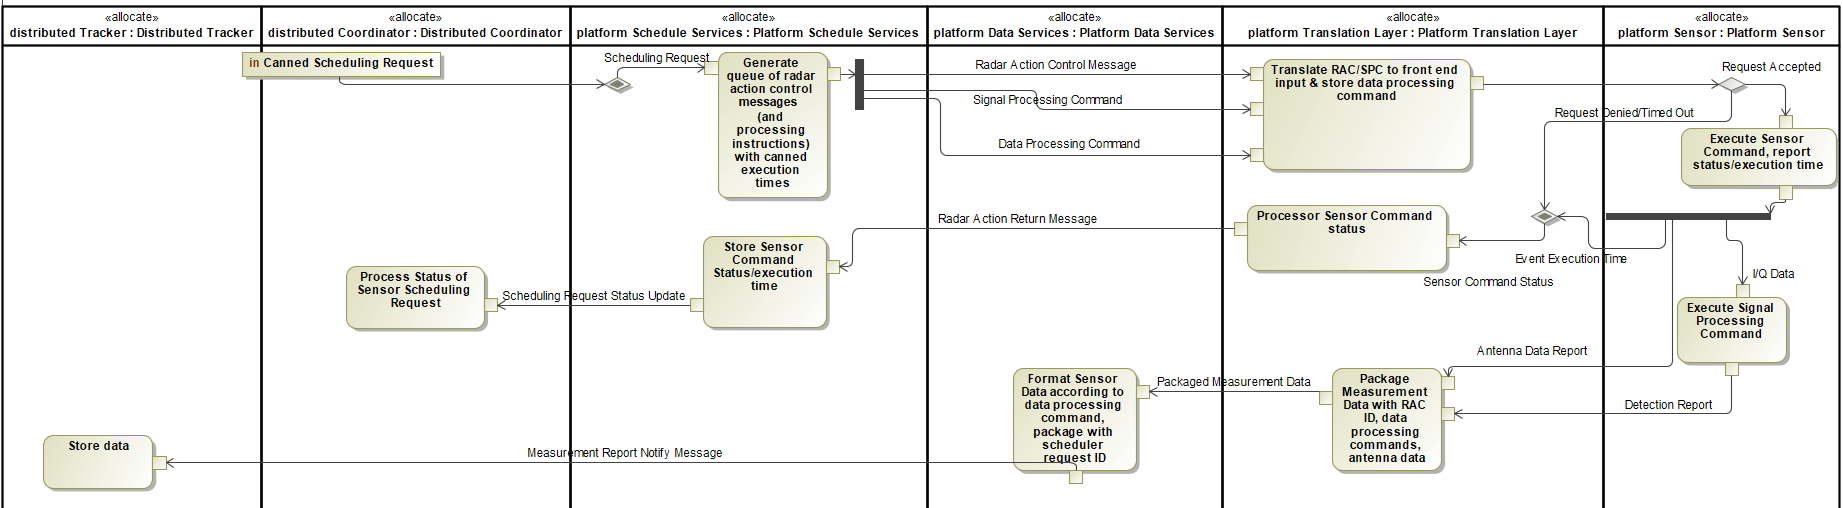 «allocate»
distributed Tracker : Distributed Tracker
«allocate»
distributed Coordinator : Distributed Coordinator
«allocate»
platform Schedule Services : Platform Schedule Services
«allocate»
platform Data Services : Platform Data Services
«allocate»
platform Translation Layer : Platform Translation Layer
«allocate»
platform Sensor : Platform Sensor
in Canned Scheduling Request
Scheduling Request
Generate
queue of radar
action control
messages
(and
processing
instructions)
with canned
execution
times
Radar Action Control Message
Signal Processing Command
Data Processing Command
Translate RAC/SPC to front end
input & store data processing
command
Request Accepted
Request Denied/Timed Out
Execute Sensor
Command, report
status/execution time
Radar Action Return Message
Processor Sensor Command
status
Event Execution Time
Sensor Command Status
I/Q Data
Store Sensor
Command
Status/execution
time
Process Status of
Sensor Scheduling
Request
Scheduling Request Status Update
Execute Signal
Processing
Command
Antenna Data Report
Detection Report
Package
Measurement
Data with RAC
ID, data
processing
commands,
antenna data
Packaged Measurement Data
Format Sensor
Data according to
data processing
command,
package with
scheduler
request ID
Measurement Report Notify Message
Store data